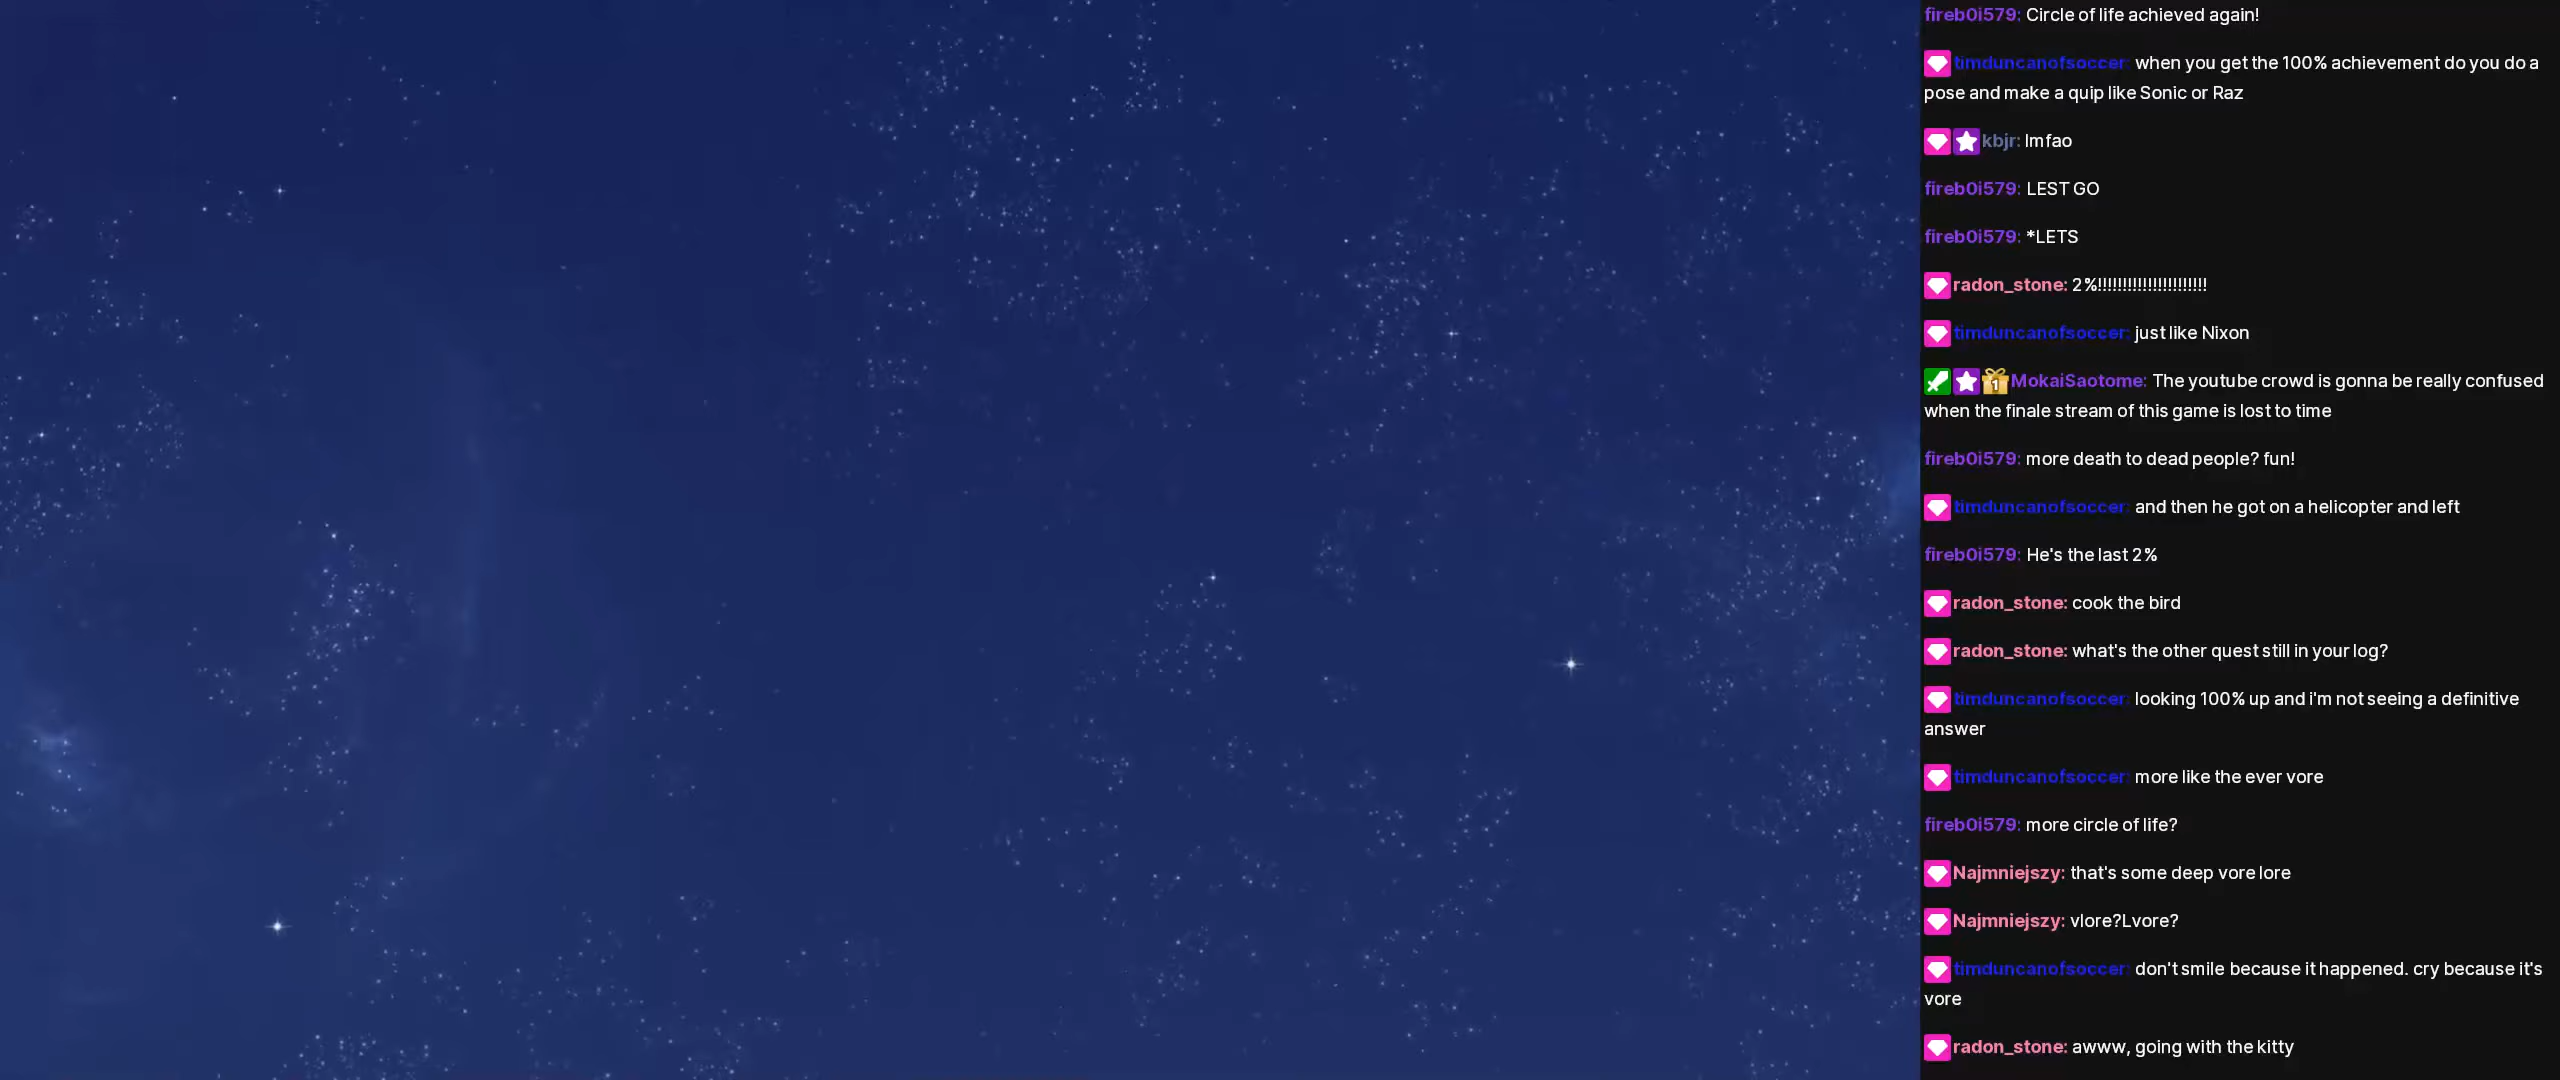 fireb0i579: Circle of life achieved again!
timduncanofsoccer: when you get the 100% achievement do you do a
pose and make a quip like Sonic or Raz
kbjr: lmfao
fireb0i579: LEST GO
fireb0i579: *LETS
radon_stone: 2%!!!!!!!!!!!!!!!!!!!!!!
timduncanofsoccer: just like Nixon
1 MokaiSaotome: The youtube crowd is gonna be really confused
when the finale stream of this game is lost to time
fireb0i579: more death to dead people? fun!
timduncanofsoccer: and then he got on a helicopter and left
fireb0i579: He's the last 2%
radon_stone: cook the bird
radon_stone: what's the other quest still in your log?
timduncanofsoccer: looking 100% up and i'm not seeing a definitive
answer
timduncanofsoccer: more like the ever vore
fireb0i579: more circle of life?
Najmniejszy: that's some deep vore lore
Najmniejszy: vlore?Lvore?
timduncanofsoccer: don't smile because it happened. cry because it's
vore
radon_stone: awww, going with the kitty